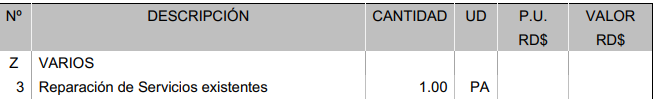 Nº DESCRIPCIÓN CANTIDAD UD P.U. VALOR
RD$ RD$
Z VARIOS
3 Reparación de Servicios existentes 1.00 PA